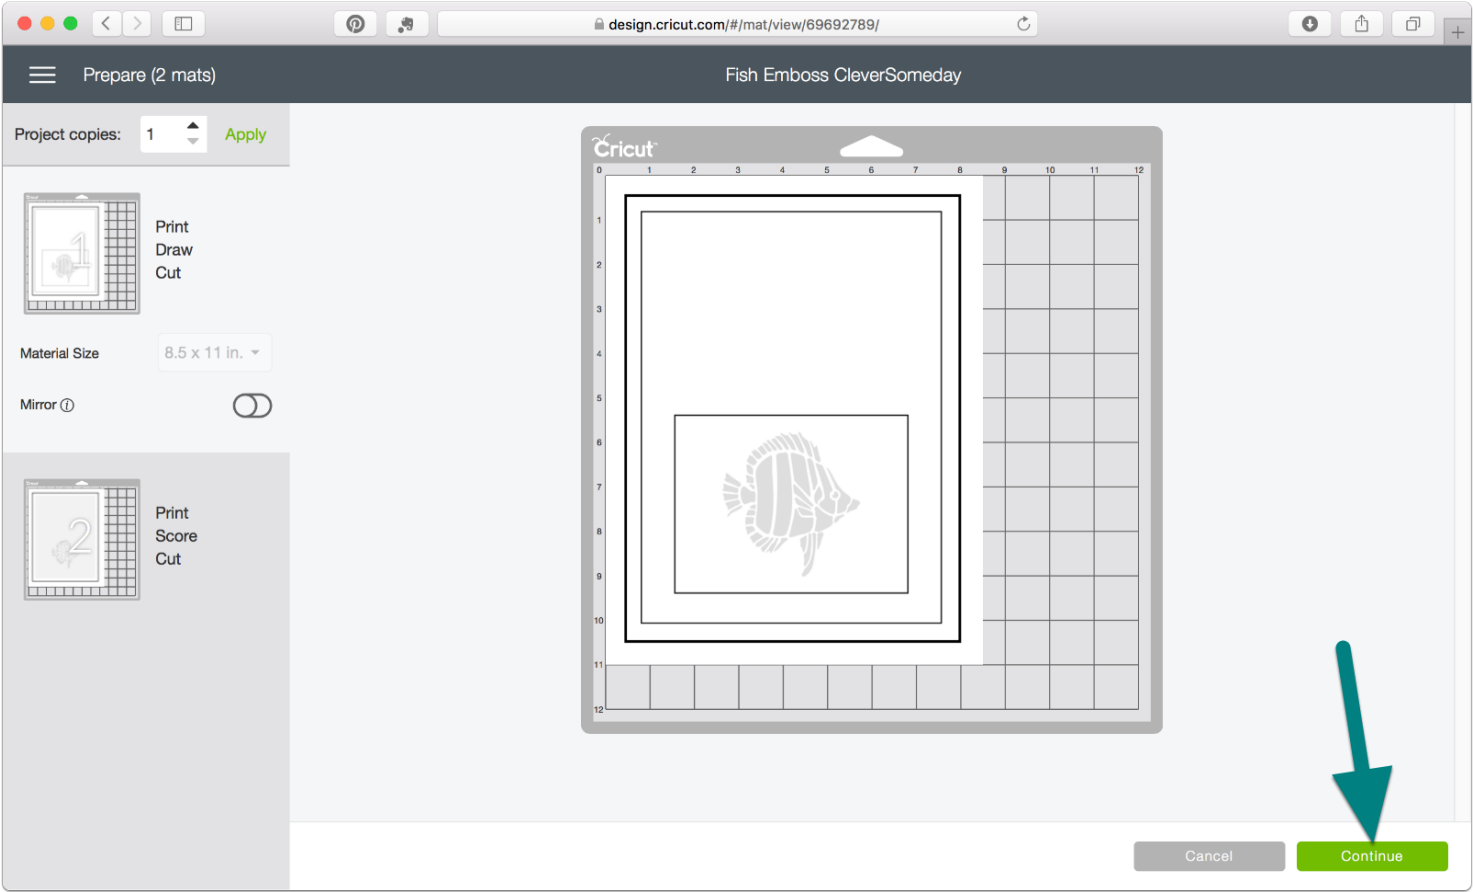 design.cricut.com/#/mat/view/69692789/
Prepare (2 mats)
Fish Emboss CleverSomeday
Project copies: 1 Apply
1
Print
Draw
Cut
Material Size 8.5 x 11 in.
Mirror
2
Print
Score
Cut
Cricut
0 1 2 3 4 5 6 7 8 9 10 11 12
1
2
3
4
5
6
7
8
9
10
11
12
Cancel Continue